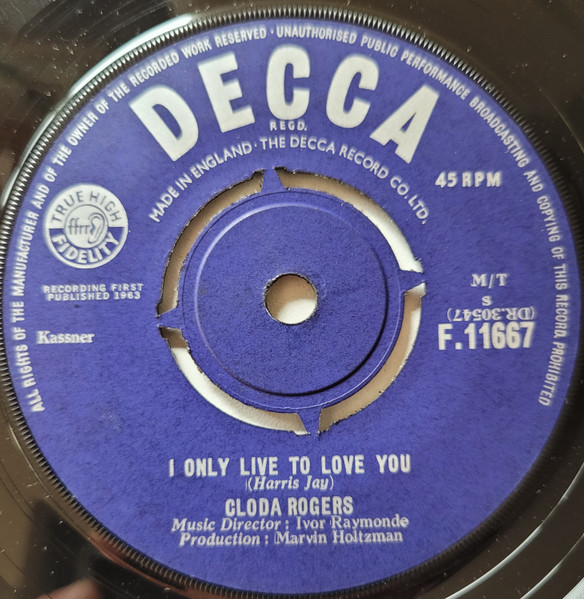 ALL RIGHTS OF THE MANUFACTURER AND OF THE OWNER OF THE RECORDED WORK RESERVED · UNAUTHORISED PUBLIC PERFORMANCE BROADCASTING AND COPYING OF THIS RECORD PROHIBITED
DECCA
REGD.
MADE IN ENGLAND · THE DECCA RECORD CO. LTD.
45 RPM
TRUE HIGH
ffrr
FIDELITY
RECORDING FIRST
PUBLISHED 1963
Kassner
M/T
s
(DR.30547)
F.11667
I ONLY LIVE TO LOVE YOU
(Harris Jay)
CLODA ROGERS
Music Director : Ivor Raymonde
Production : Marvin Holtzman